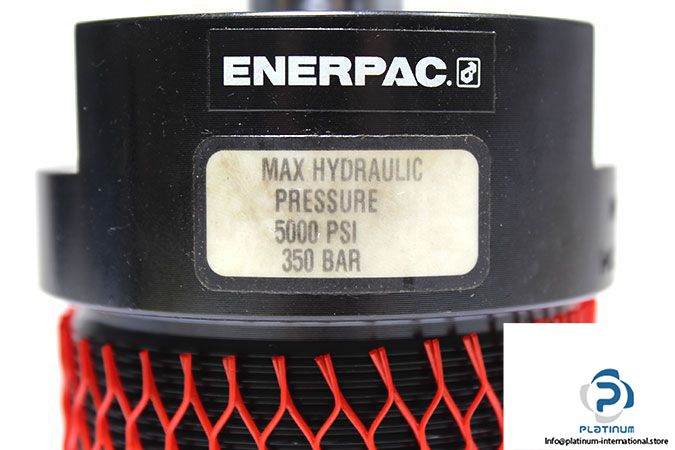 ENERPAC.
MAX HYDRAULIC
PRESSURE
5000 PSI
350 BAR
PLATINUM
Info@platinum-international.store